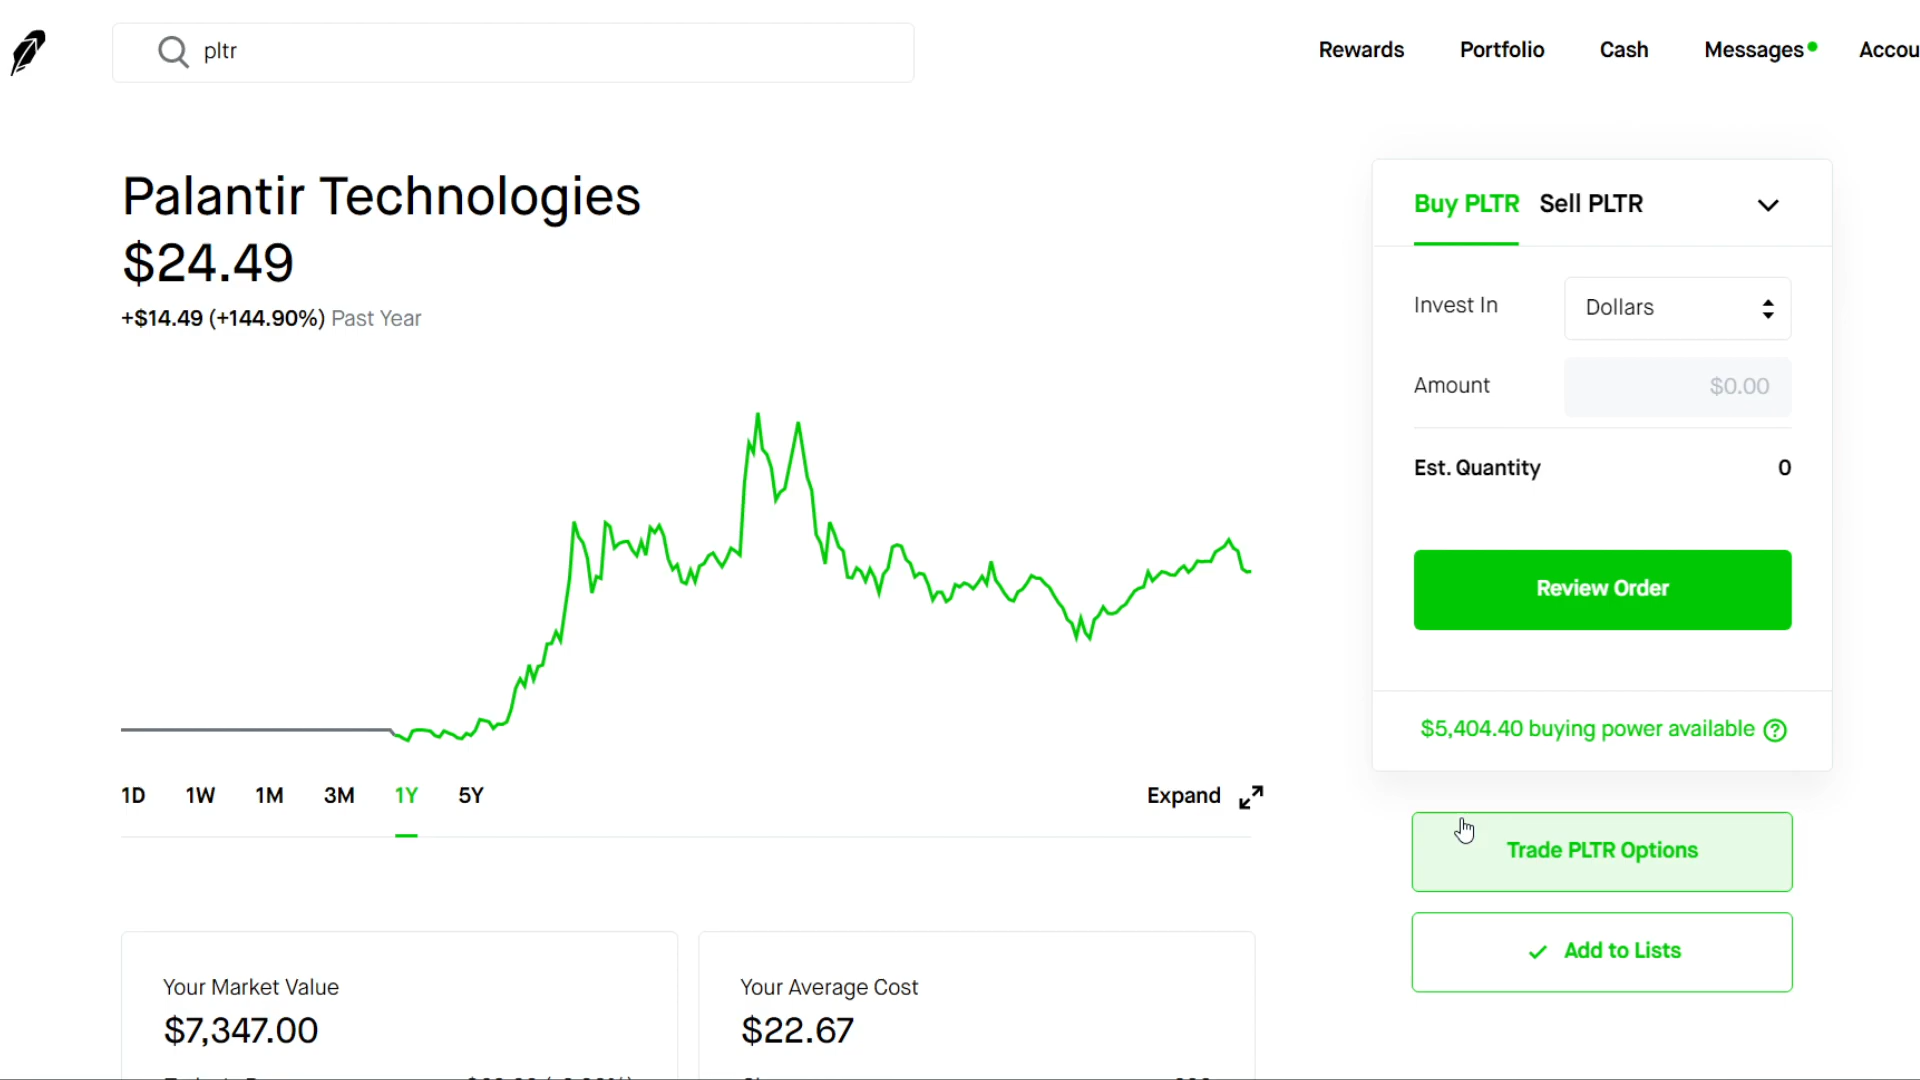 pltr
Rewards Portfolio Cash Messages Accou
Palantir Technologies
$24.49
+$14.49 (+144.90%) Past Year
Buy PLTR Sell PLTR
Invest In Dollars
Amount $0.00
Est. Quantity 0
Review Order
$5,404.40 buying power available
1D 1W 1M 3M 1Y 5Y Expand
Trade PLTR Options
Add to Lists
Your Market Value
$7,347.00
Your Average Cost
$22.67